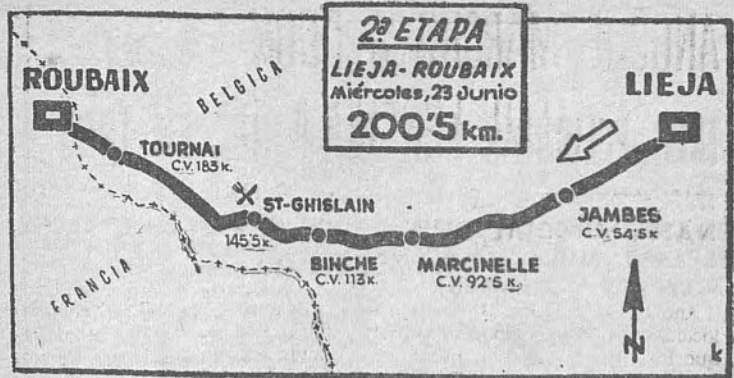 2ª ETAPA
LIEJA-ROUBAIX
Miércoles, 23 Junio
200'5 km.
ROUBAIX
BELGICA
LIEJA
TOURNAI
C.V. 183 k.
ST-GHISLAIN
145'5 k.
BINCHE
C.V. 113 k.
MARCINELLE
C.V. 92'5 k.
JAMBES
C.V. 54'5 k
FRANCIA
N
k